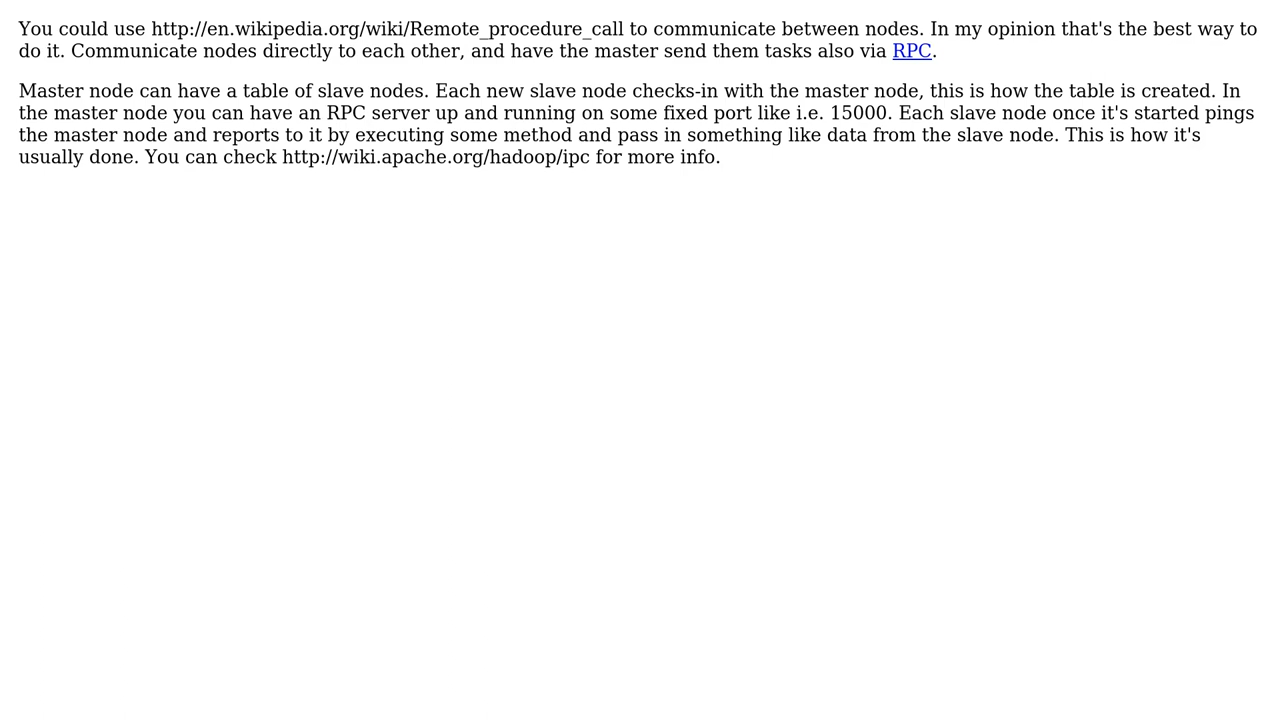 You could use http://en.wikipedia.org/wiki/Remote_procedure_call to communicate between nodes. In my opinion that's the best way to
do it. Communicate nodes directly to each other, and have the master send them tasks also via RPC.
Master node can have a table of slave nodes. Each new slave node checks-in with the master node, this is how the table is created. In
the master node you can have an RPC server up and running on some fixed port like i.e. 15000. Each slave node once it's started pings
the master node and reports to it by executing some method and pass in something like data from the slave node. This is how it's
usually done. You can check http://wiki.apache.org/hadoop/ipc for more info.